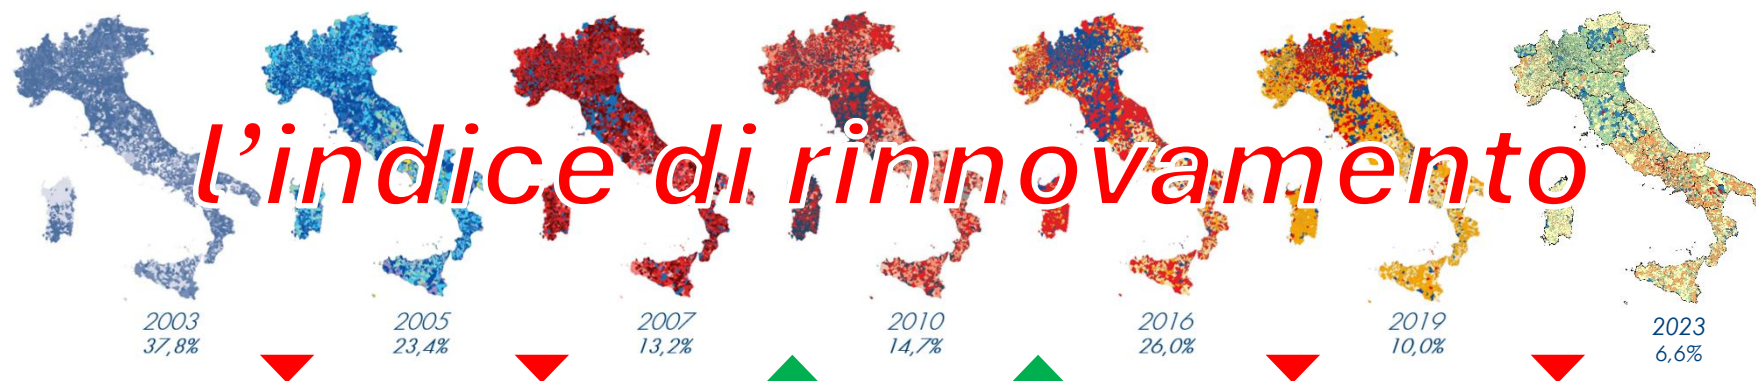 l'indice di rinnovamento
2003 2005 2007 2010 2016 2019 2023
37,8% 23,4% 13,2% 14,7% 26,0% 10,0% 6,6%